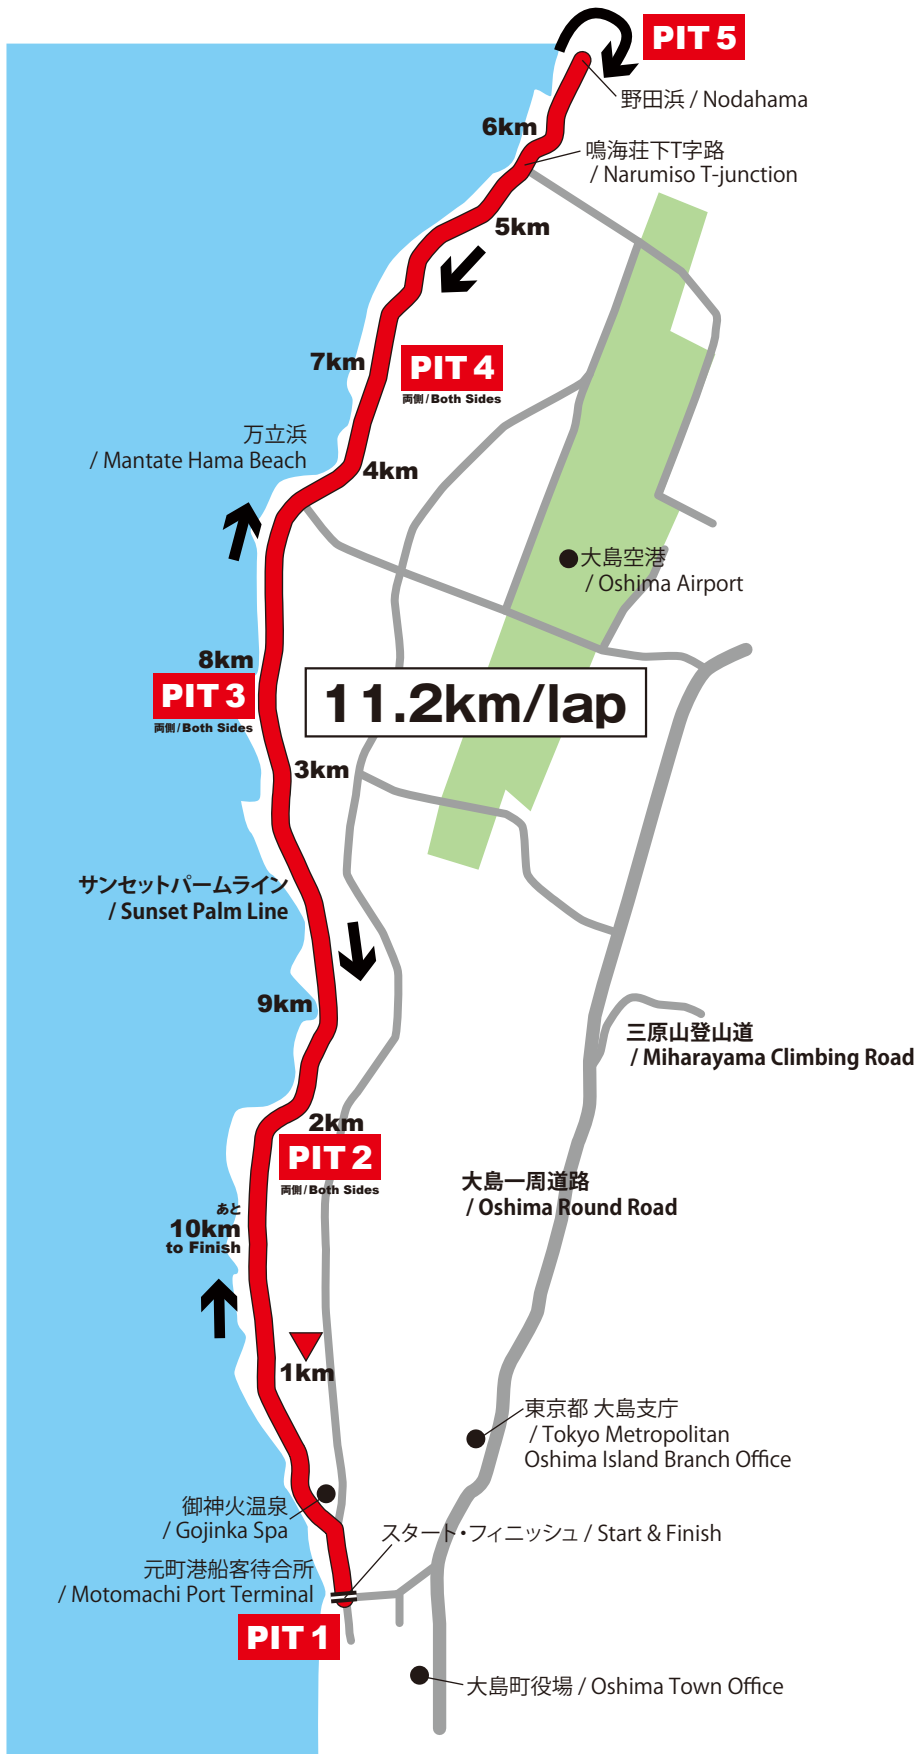 PIT 5
野田浜 / Nodahama
6km
鳴海荘下T字路
/ Narumiso T-junction
5km
7km
PIT 4
両側/Both Sides
万立浜
/ Mantate Hama Beach
4km
大島空港
/ Oshima Airport
8km
PIT 3
両側/Both Sides
11.2km/lap
3km
サンセットパームライン
/ Sunset Palm Line
9km
三原山登山道
/ Miharayama Climbing Road
2km
PIT 2
両側/Both Sides
大島一周道路
/ Oshima Round Road
あと
10km
to Finish
1km
東京都 大島支庁
/ Tokyo Metropolitan
Oshima Island Branch Office
御神火温泉
/ Gojinka Spa
スタート・フィニッシュ / Start & Finish
元町港船客待合所
/ Motomachi Port Terminal
PIT 1
大島町役場 / Oshima Town Office